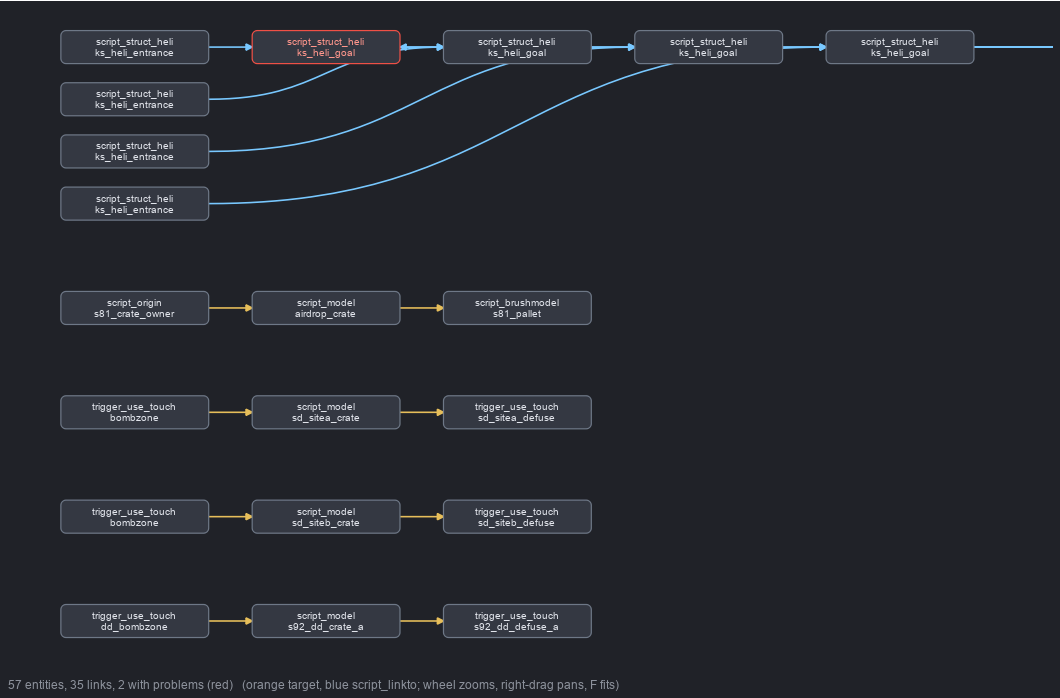 script_struct_heli
ks_heli_entrance
script_struct_heli
ks_heli_goal
script_struct_heli
ks_heli_goal
script_struct_heli
ks_heli_goal
script_struct_heli
ks_heli_goal
script_struct_heli
ks_heli_entrance
script_struct_heli
ks_heli_entrance
script_struct_heli
ks_heli_entrance
script_origin
s81_crate_owner
script_model
airdrop_crate
script_brushmodel
s81_pallet
trigger_use_touch
bombzone
script_model
sd_sitea_crate
trigger_use_touch
sd_sitea_defuse
trigger_use_touch
bombzone
script_model
sd_siteb_crate
trigger_use_touch
sd_siteb_defuse
trigger_use_touch
dd_bombzone
script_model
s92_dd_crate_a
trigger_use_touch
s92_dd_defuse_a
57 entities, 35 links, 2 with problems (red) (orange target, blue script_linkto; wheel zooms, right-drag pans, F fits)